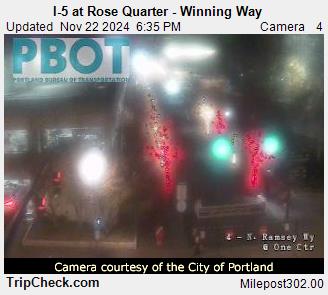 I-5 at Rose Quarter - Winning Way
Updated Nov 22 2024 6:35 PM Camera 4
PBOT
PORTLAND BUREAU OF TRANSPORTATION
4 - N. Ramsey Wy
@ One Ctr
Camera courtesy of the City of Portland
TripCheck.com Milepost302.00